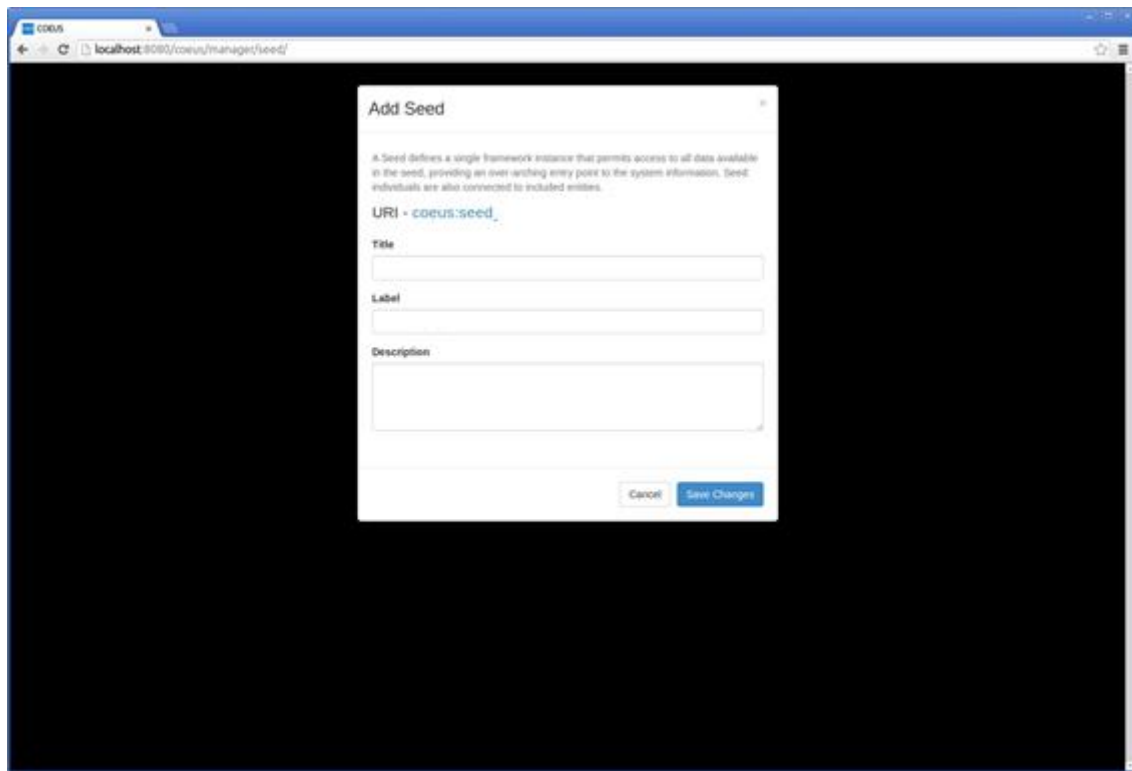 COEUS
localhost:8080/coeus/manager/seed/
Add Seed
A Seed defines a single framework instance that permits access to all data available
in the seed, providing an over-arching entry point to the system information. Seed
individuals are also connected to included entities.
URI - coeus:seed_
Title
Label
Description
Cancel
Save Changes